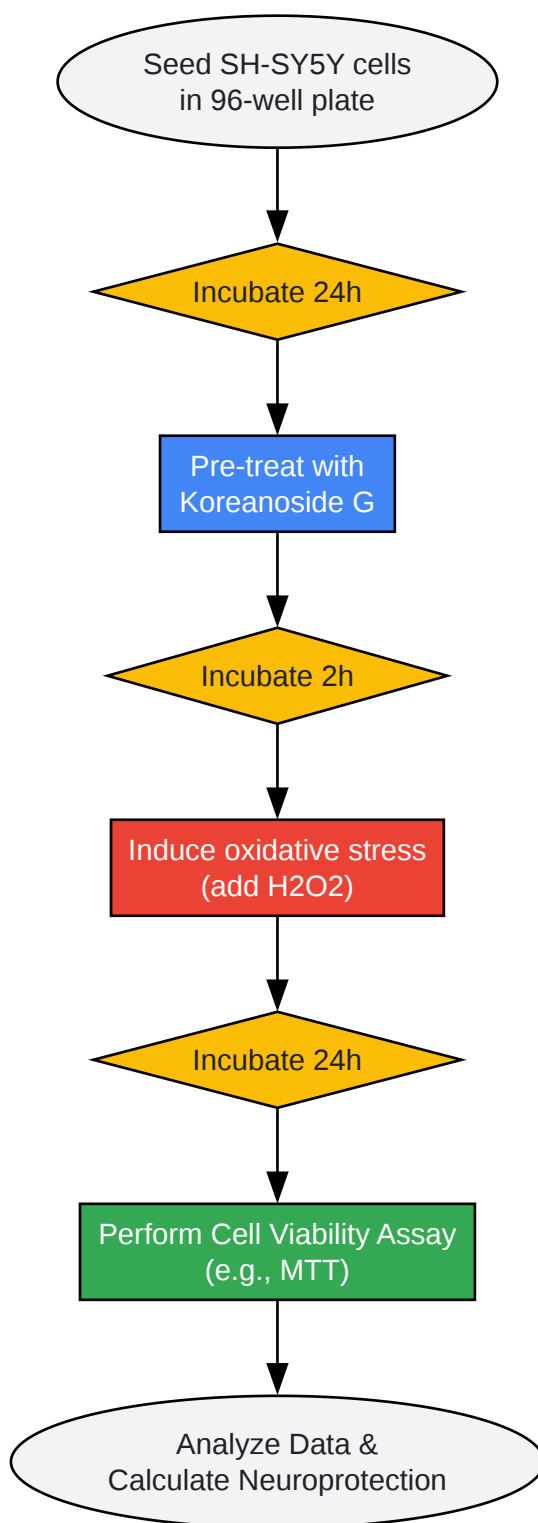 Seed SH-SY5Y cells
in 96-well plate
Incubate 24h
Pre-treat with
Koreanoside G
Incubate 2h
Induce oxidative stress
(add H2O2)
Incubate 24h
Perform Cell Viability Assay
(e.g., MTT)
Analyze Data &
Calculate Neuroprotection